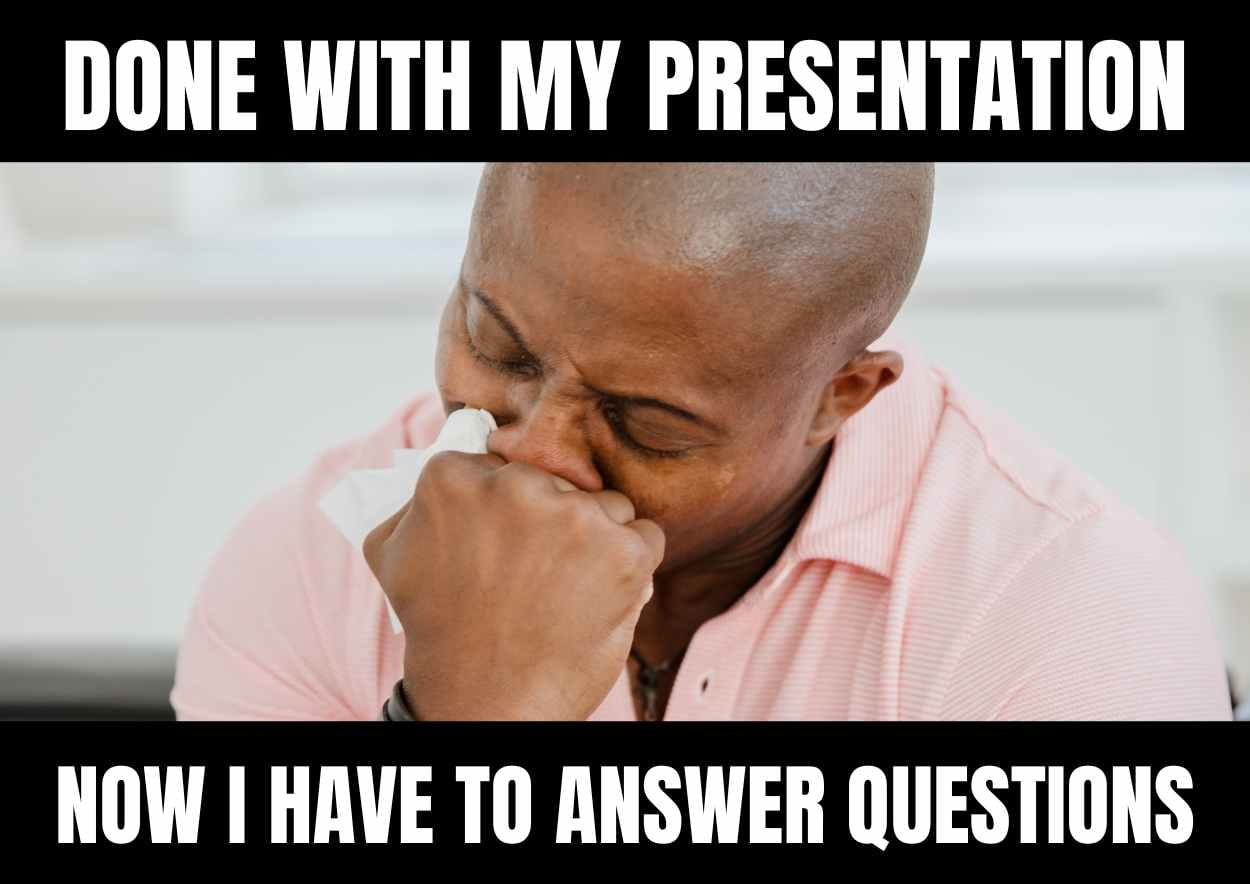 DONE WITH MY PRESENTATION
NOW I HAVE TO ANSWER QUESTIONS